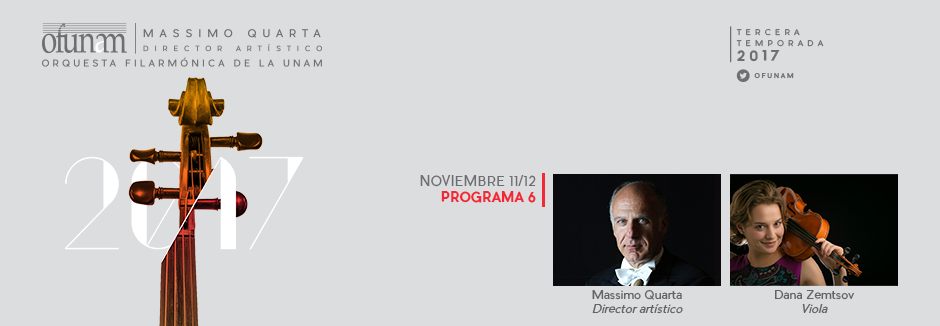 ofunam
MASSIMO QUARTA
DIRECTOR ARTÍSTICO
ORQUESTA FILARMÓNICA DE LA UNAM
TERCERA
TEMPORADA
2017
OFUNAM
2017
NOVIEMBRE 11/12
PROGRAMA 6
Massimo Quarta
Director artístico
Dana Zemtsov
Viola